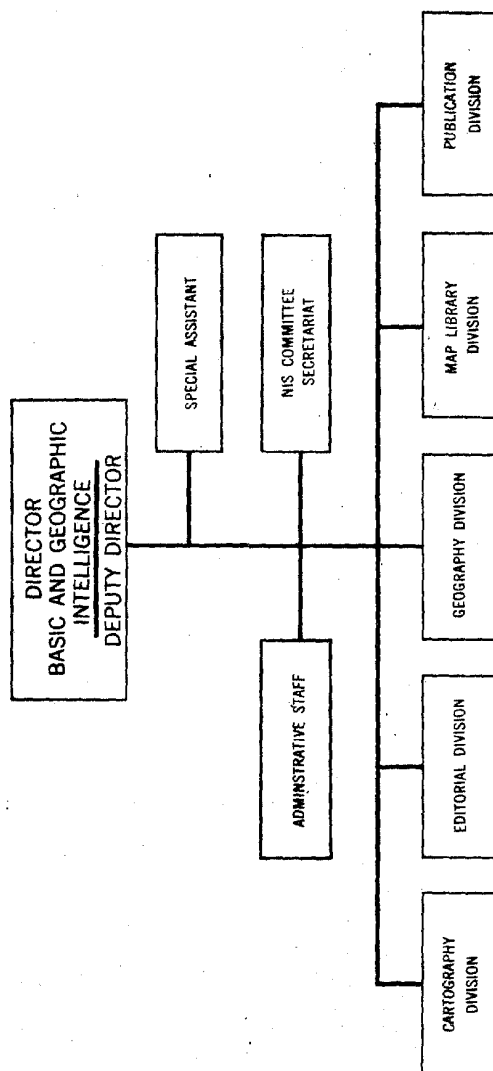 DIRECTOR
BASIC AND GEOGRAPHIC
INTELLIGENCE
DEPUTY DIRECTOR
SPECIAL ASSISTANT
ADMINSTRATIVE STAFF
NIS COMMITTEE
SECRETARIAT
CARTOGRAPHY
DIVISION
EDITORIAL DIVISION
GEOGRAPHY DIVISION
MAP LIBRARY
DIVISION
PUBLICATION
DIVISION